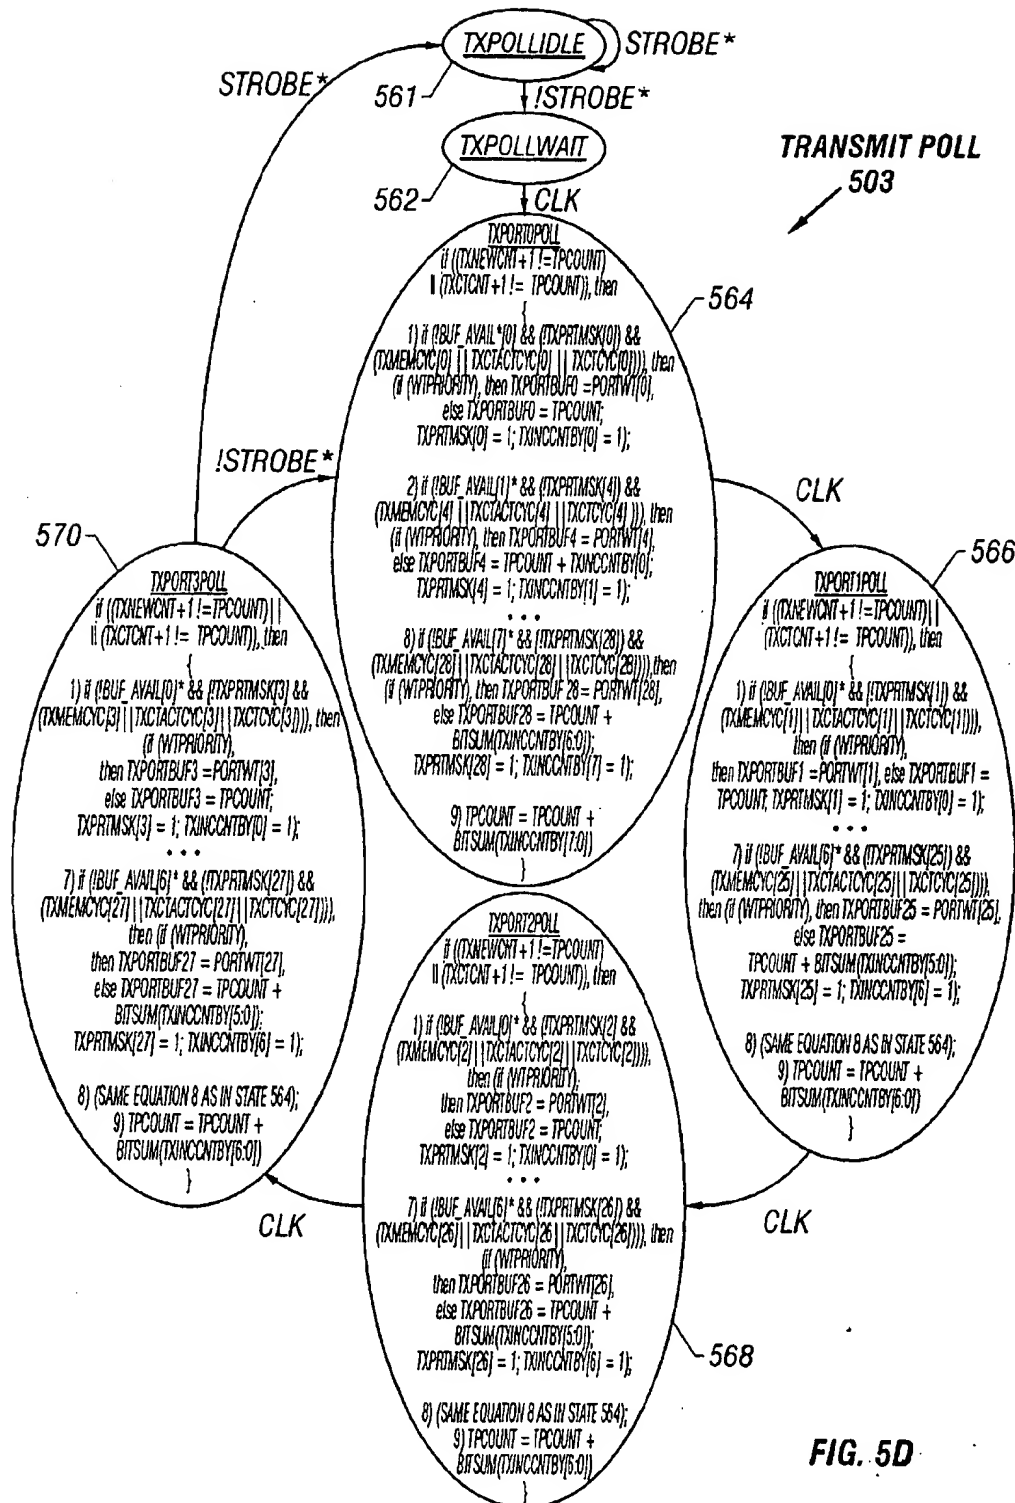 TXPOLLIDLE
STROBE*
STROBE*
561
!STROBE*
TXPOLLWAIT
TRANSMIT POLL
503
562
CLK
TXPORT0POLL
if ((TXNEWCNT+1 !=TPCOUNT)
|| (TXCTCNT+1 != TPCOUNT)), then
{
1) if (!BUF_AVAIL*[0] && (!TXPRTMSK[0]) &&
(TXMEMCYC[0] || TXCTACTCYC[0] || TXCTCYC[0]))), then
(if (WTPRIORITY), then TXPORTBUF0 =PORTWT[0],
else TXPORTBUF0 = TPCOUNT;
TXPRTMSK[0] = 1; TXINCCNTBY[0] = 1);
2) if (!BUF_AVAIL[1]* && (!TXPRTMSK[4]) &&
(TXMEMCYC[4] ||TXCTACTCYC[4] ||TXCTCYC[4] ))), then
(if (WTPRIORITY), then TXPORTBUF4 = PORTWT[4],
else TXPORTBUF4 = TPCOUNT + TXINCCNTBY[0];
TXPRTMSK[4] = 1; TXINCCNTBY[1] = 1);
• • •
8) if (!BUF_AVAIL[7]* && (!TXPRTMSK[28]) &&
(TXMEMCYC[28]||TXCTACTCYC[28]||TXCTCYC[28]))),then
(if (WTPRIORITY), then TXPORTBUF28 = PORTWT[28],
else TXPORTBUF28 = TPCOUNT +
BITSUM(TXINCCNTBY[6:0]);
TXPRTMSK[28] = 1; TXINCCNTBY[7] = 1);
9) TPCOUNT = TPCOUNT +
BITSUM(TXINCCNTBY[7:0])
}
564
!STROBE*
CLK
570
566
TXPORT3POLL
if ((TXNEWCNT+1 !=TPCOUNT)||
|| (TXCTCNT+1 != TPCOUNT)), then
{
1) if (!BUF_AVAIL[0]* && (!TXPRTMSK[3] &&
(TXMEMCYC[3]||TXCTACTCYC[3]||TXCTCYC[3]))), then
(if (WTPRIORITY),
then TXPORTBUF3 =PORTWT[3],
else TXPORTBUF3 = TPCOUNT;
TXPRTMSK[3] = 1; TXINCCNTBY[0] = 1);
• • •
7) if (!BUF_AVAIL[6]* && (!TXPRTMSK[27]) &&
(TXMEMCYC[27]||TXCTACTCYC[27]||TXCTCYC[27]))),
then (if (WTPRIORITY),
then TXPORTBUF27 = PORTWT[27],
else TXPORTBUF27 = TPCOUNT +
BITSUM(TXINCCNTBY[5:0]);
TXPRTMSK[27] = 1; TXINCCNTBY[6] = 1);
8) (SAME EQUATION 8 AS IN STATE 564);
9) TPCOUNT = TPCOUNT +
BITSUM(TXINCCNTBY[6:0])
}
TXPORT1POLL
if ((TXNEWCNT+1 !=TPCOUNT)||
(TXCTCNT+1 != TPCOUNT)), then
{
1) if (!BUF_AVAIL[0]* && (!TXPRTMSK[1]) &&
(TXMEMCYC[1]||TXCTACTCYC[1]||TXCTCYC[1]))),
then (if (WTPRIORITY),
then TXPORTBUF1 =PORTWT[1], else TXPORTBUF1 =
TPCOUNT; TXPRTMSK[1] = 1; TXINCCNTBY[0] = 1);
• • •
7) if (!BUF_AVAIL[6]* && (!TXPRTMSK[25]) &&
(TXMEMCYC[25]||TXCTACTCYC[25]||TXCTCYC[25]))),
then (if (WTPRIORITY), then TXPORTBUF25 = PORTWT[25],
else TXPORTBUF25 =
TPCOUNT + BITSUM(TXINCCNTBY[5:0]);
TXPRTMSK[25] = 1; TXINCCNTBY[6] = 1);
8) (SAME EQUATION 8 AS IN STATE 564);
9) TPCOUNT = TPCOUNT +
BITSUM(TXINCCNTBY[6:0])
}
TXPORT2POLL
if ((TXNEWCNT+1 !=TPCOUNT)
|| (TXCTCNT+1 != TPCOUNT)), then
{
1) if (!BUF_AVAIL[0]* && (!TXPRTMSK[2] &&
(TXMEMCYC[2]||TXCTACTCYC[2]||TXCTCYC[2]))),
then (if (WTPRIORITY),
then TXPORTBUF2 = PORTWT[2],
else TXPORTBUF2 = TPCOUNT;
TXPRTMSK[2] = 1; TXINCCNTBY[0] = 1);
• • •
7) if (!BUF_AVAIL[6]* && (!TXPRTMSK[26]) &&
(TXMEMCYC[26]||TXCTACTCYC[26||TXCTCYC[26]))), then
(if (WTPRIORITY),
then TXPORTBUF26 = PORTWT[26],
else TXPORTBUF26 = TPCOUNT +
BITSUM(TXINCCNTBY[5:0]);
TXPRTMSK[26] = 1; TXINCCNTBY[6] = 1);
8) (SAME EQUATION 8 AS IN STATE 564);
9) TPCOUNT = TPCOUNT +
BITSUM(TXINCCNTBY[6:0])
}
CLK
CLK
568
FIG. 5D